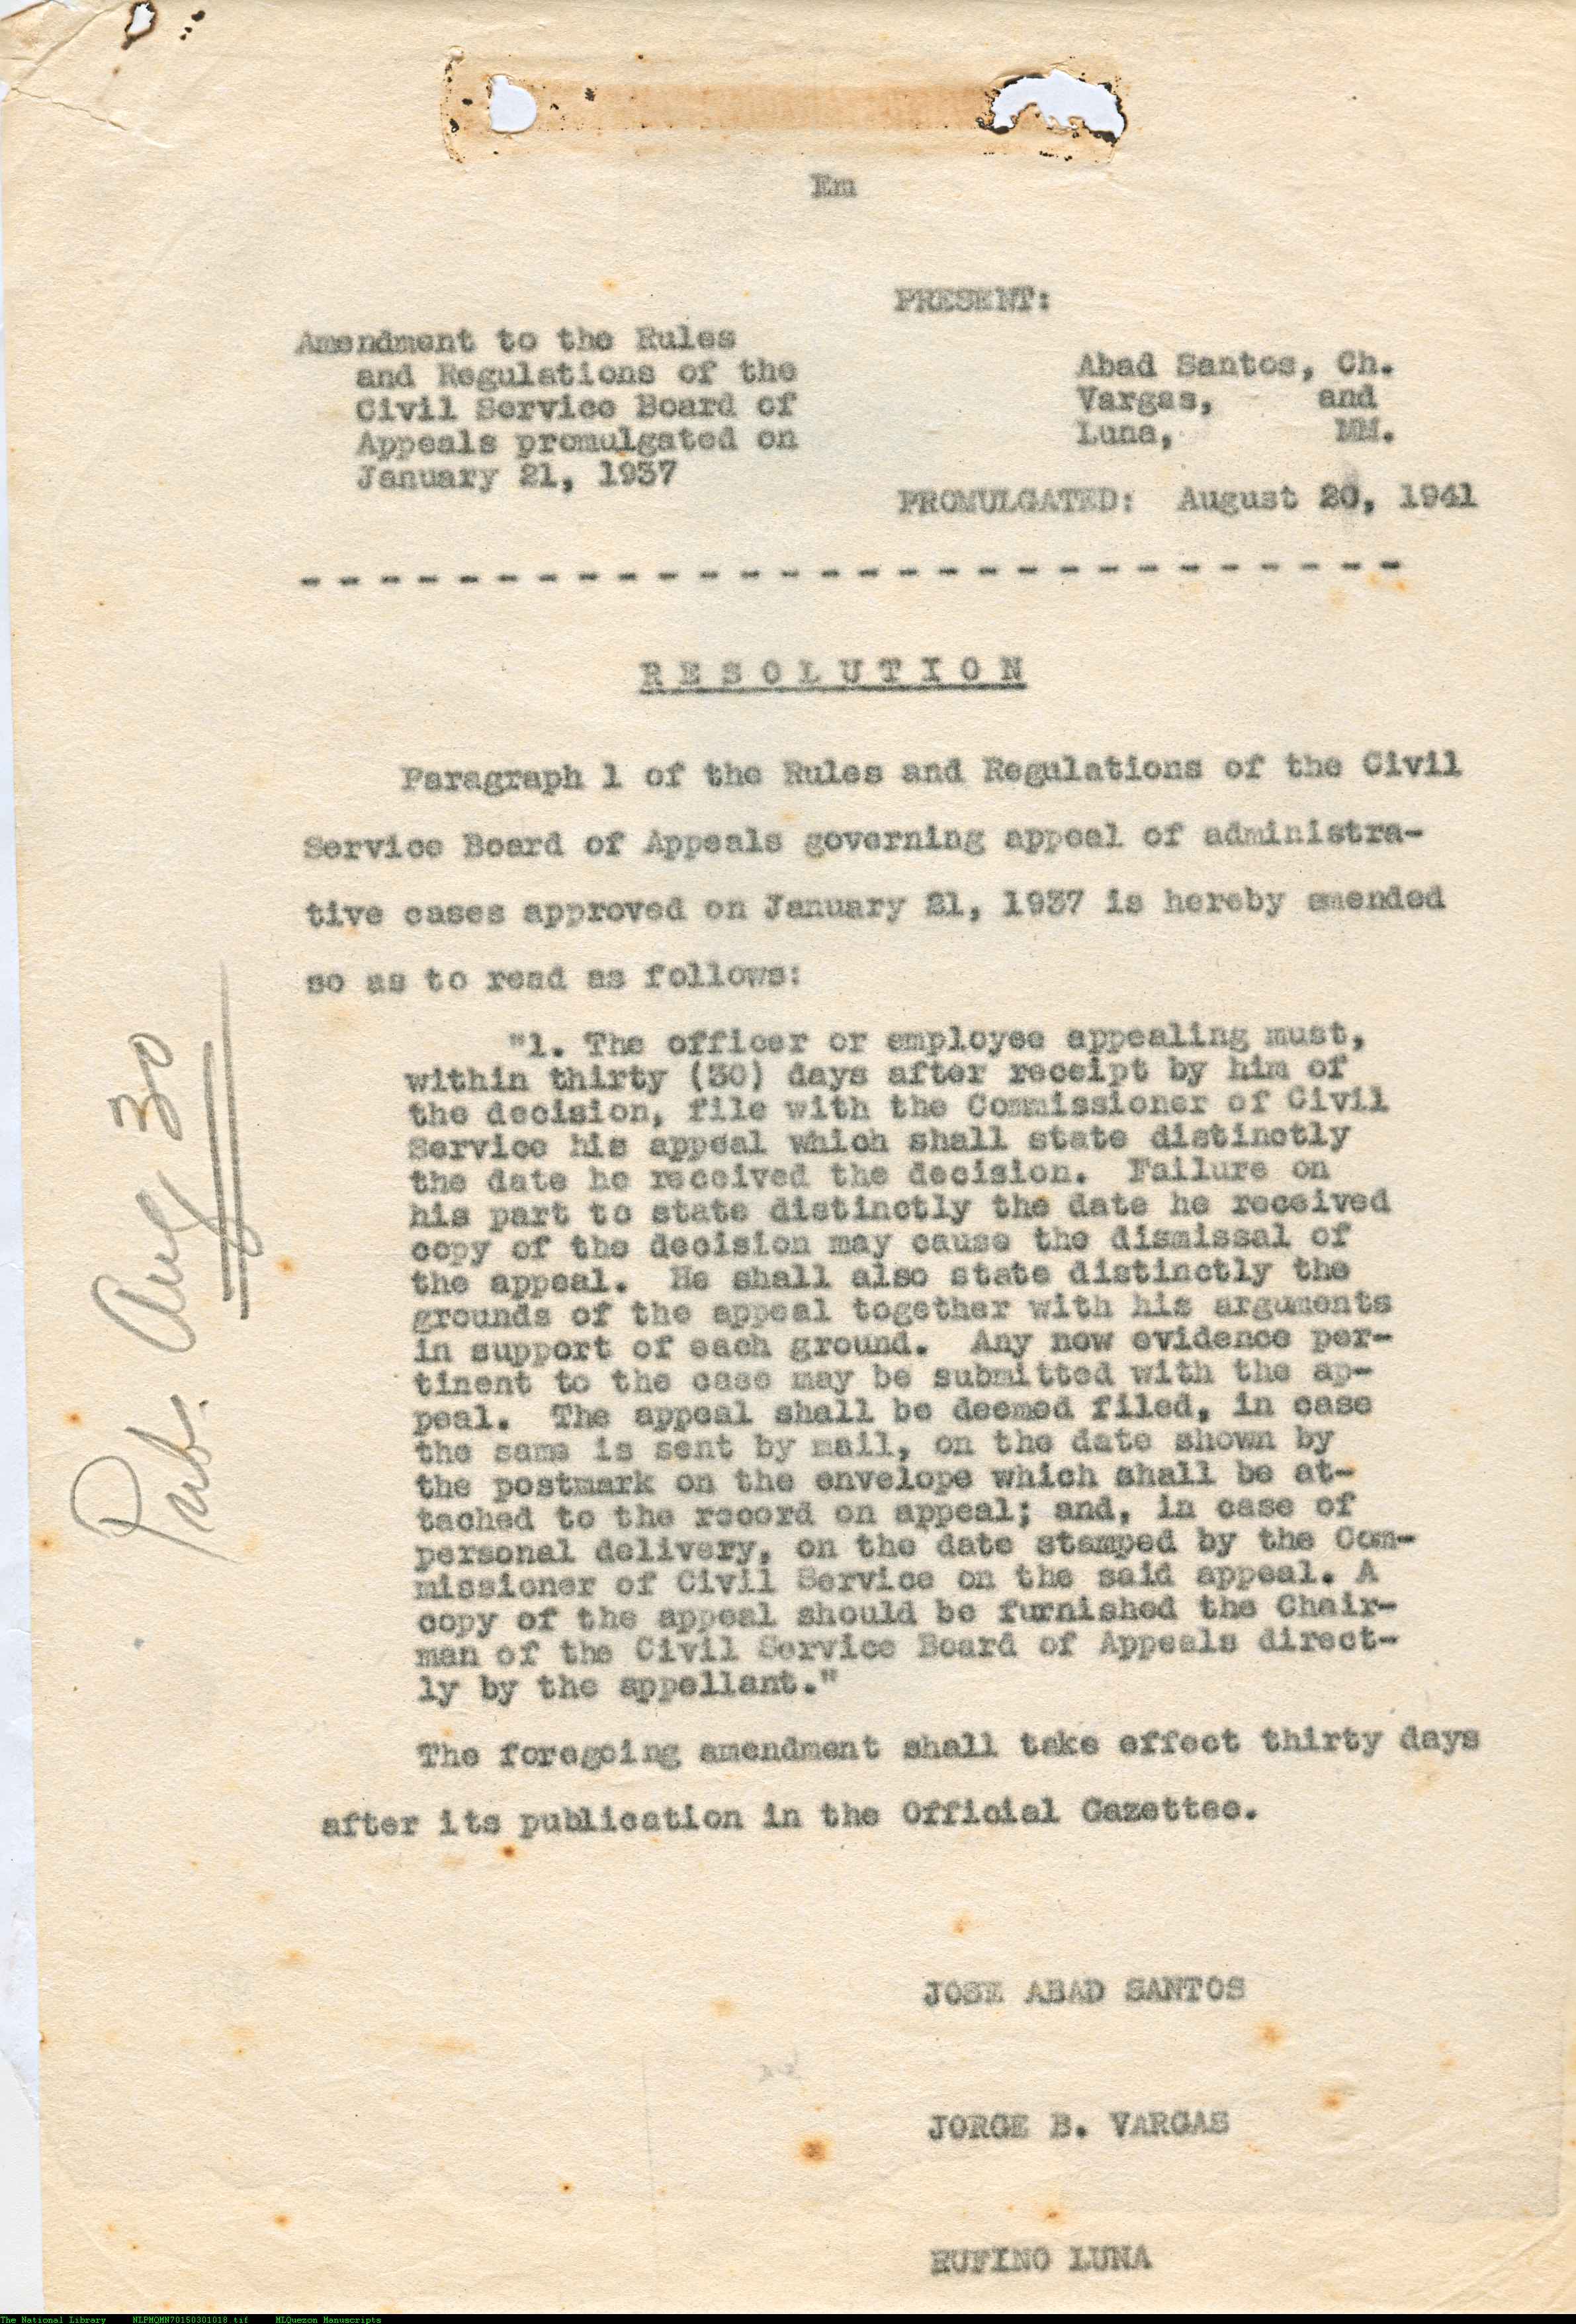 Em
PRESENT:
Amendment to the Rules
and Regulations of the
Civil Service Board of
Appeals promulgated on
January 21, 1937
Abad Santos, Ch.
Vargas, and
Luna, MM.
PROMULGATED: August 20, 1941
- - - - - - - - - - - - - - - - - - - - - - - - - - - -
R E S O L U T I O N
Paragraph 1 of the Rules and Regulations of the Civil
Service Board of Appeals governing appeal of administra-
tive cases approved on January 21, 1937 is hereby amended
so as to read as follows:
"1. The officer or employee appealing must,
within thirty (30) days after receipt by him of
the decision, file with the Commissioner of Civil
Service his appeal which shall state distinctly
the date he received the decision. Failure on
his part to state distinctly the date he received
copy of the decision may cause the dismissal of
the appeal. He shall also state distinctly the
grounds of the appeal together with his arguments
in support of each ground. Any new evidence per-
tinent to the case may be submitted with the ap-
peal. The appeal shall be deemed filed, in case
the same is sent by mail, on the date shown by
the postmark on the envelope which shall be at-
tached to the record on appeal; and, in case of
personal delivery, on the date stamped by the Com-
missioner of Civil Service on the said appeal. A
copy of the appeal should be furnished the Chair-
man of the Civil Service Board of Appeals direct-
ly by the appellant."
The foregoing amendment shall take effect thirty days
after its publication in the Official Gazettee.
Pub. Aug 30
JOSE ABAD SANTOS
JORGE B. VARGAS
RUFINO LUNA
The National Library NLPMQMN70150301018.tif MLQuezon Manuscripts